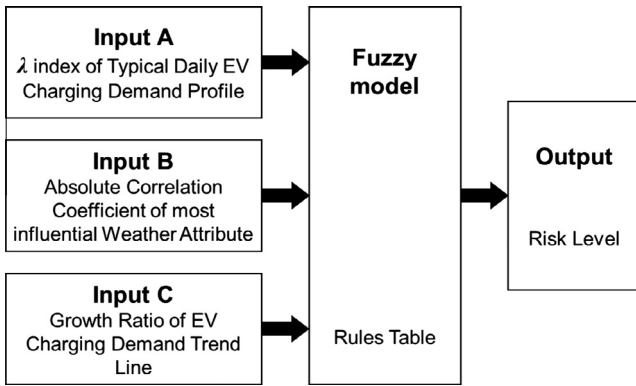 Input A
λ index of Typical Daily EV
Charging Demand Profile
Input B
Absolute Correlation
Coefficient of most
influential Weather Attribute
Input C
Growth Ratio of EV
Charging Demand Trend
Line
Fuzzy
model
Rules Table
Output
Risk Level